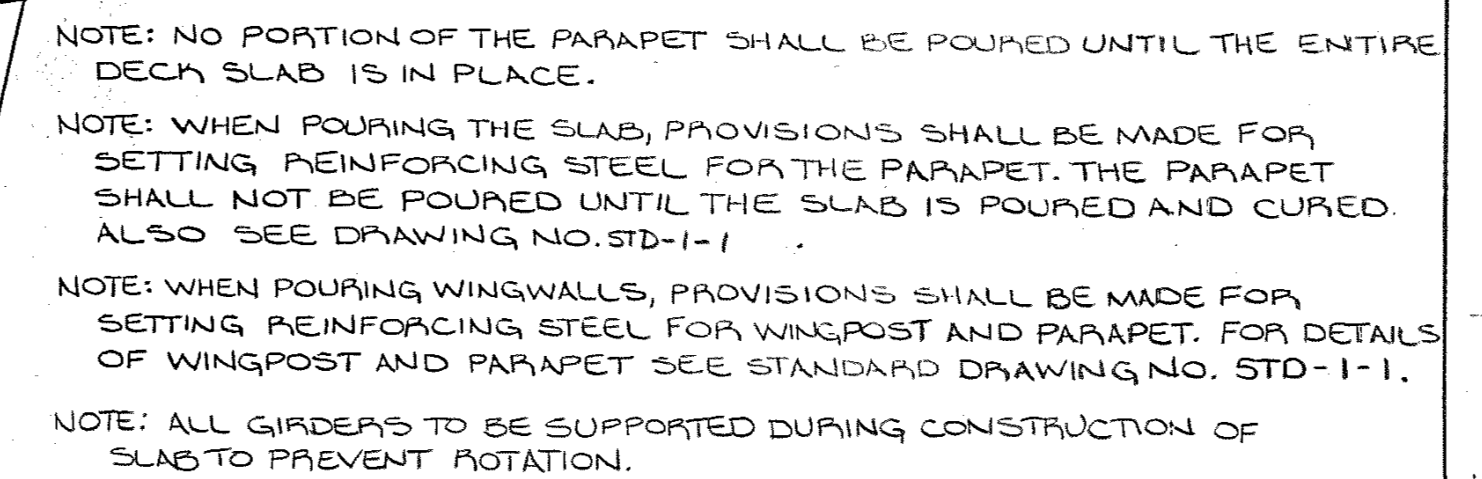 NOTE: NO PORTION OF THE PARAPET SHALL BE POURED UNTIL THE ENTIRE
DECK SLAB IS IN PLACE.
NOTE: WHEN POURING THE SLAB, PROVISIONS SHALL BE MADE FOR
SETTING REINFORCING STEEL FOR THE PARAPET. THE PARAPET
SHALL NOT BE POURED UNTIL THE SLAB IS POURED AND CURED.
ALSO SEE DRAWING NO. STD-1-1
NOTE: WHEN POURING WINGWALLS, PROVISIONS SHALL BE MADE FOR
SETTING REINFORCING STEEL FOR WINGPOST AND PARAPET. FOR DETAILS
OF WINGPOST AND PARAPET SEE STANDARD DRAWING NO. STD-1-1.
NOTE: ALL GIRDERS TO BE SUPPORTED DURING CONSTRUCTION OF
SLAB TO PREVENT ROTATION.